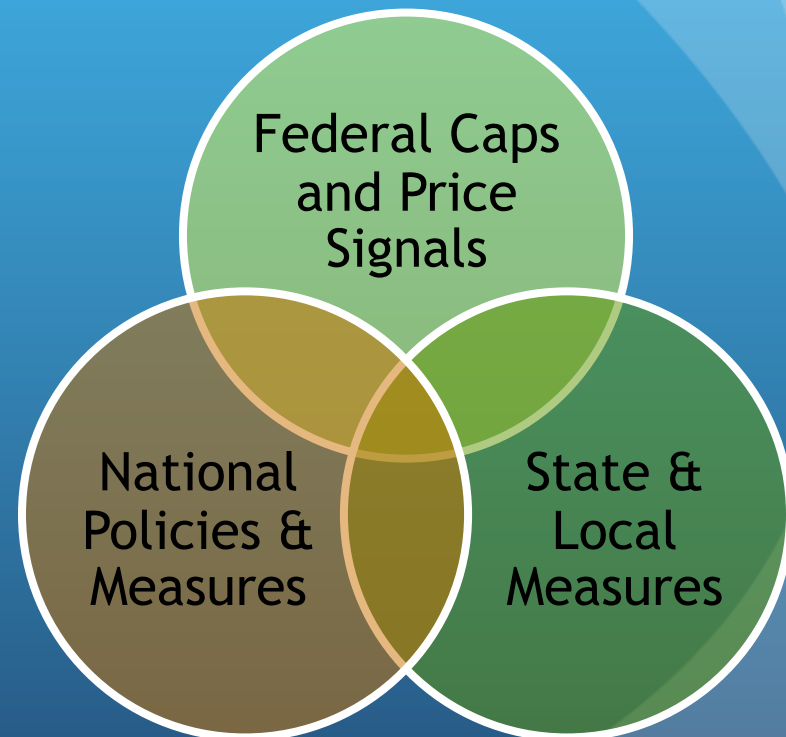 Federal Caps
and Price
Signals
National
Policies &
Measures
State &
Local
Measures